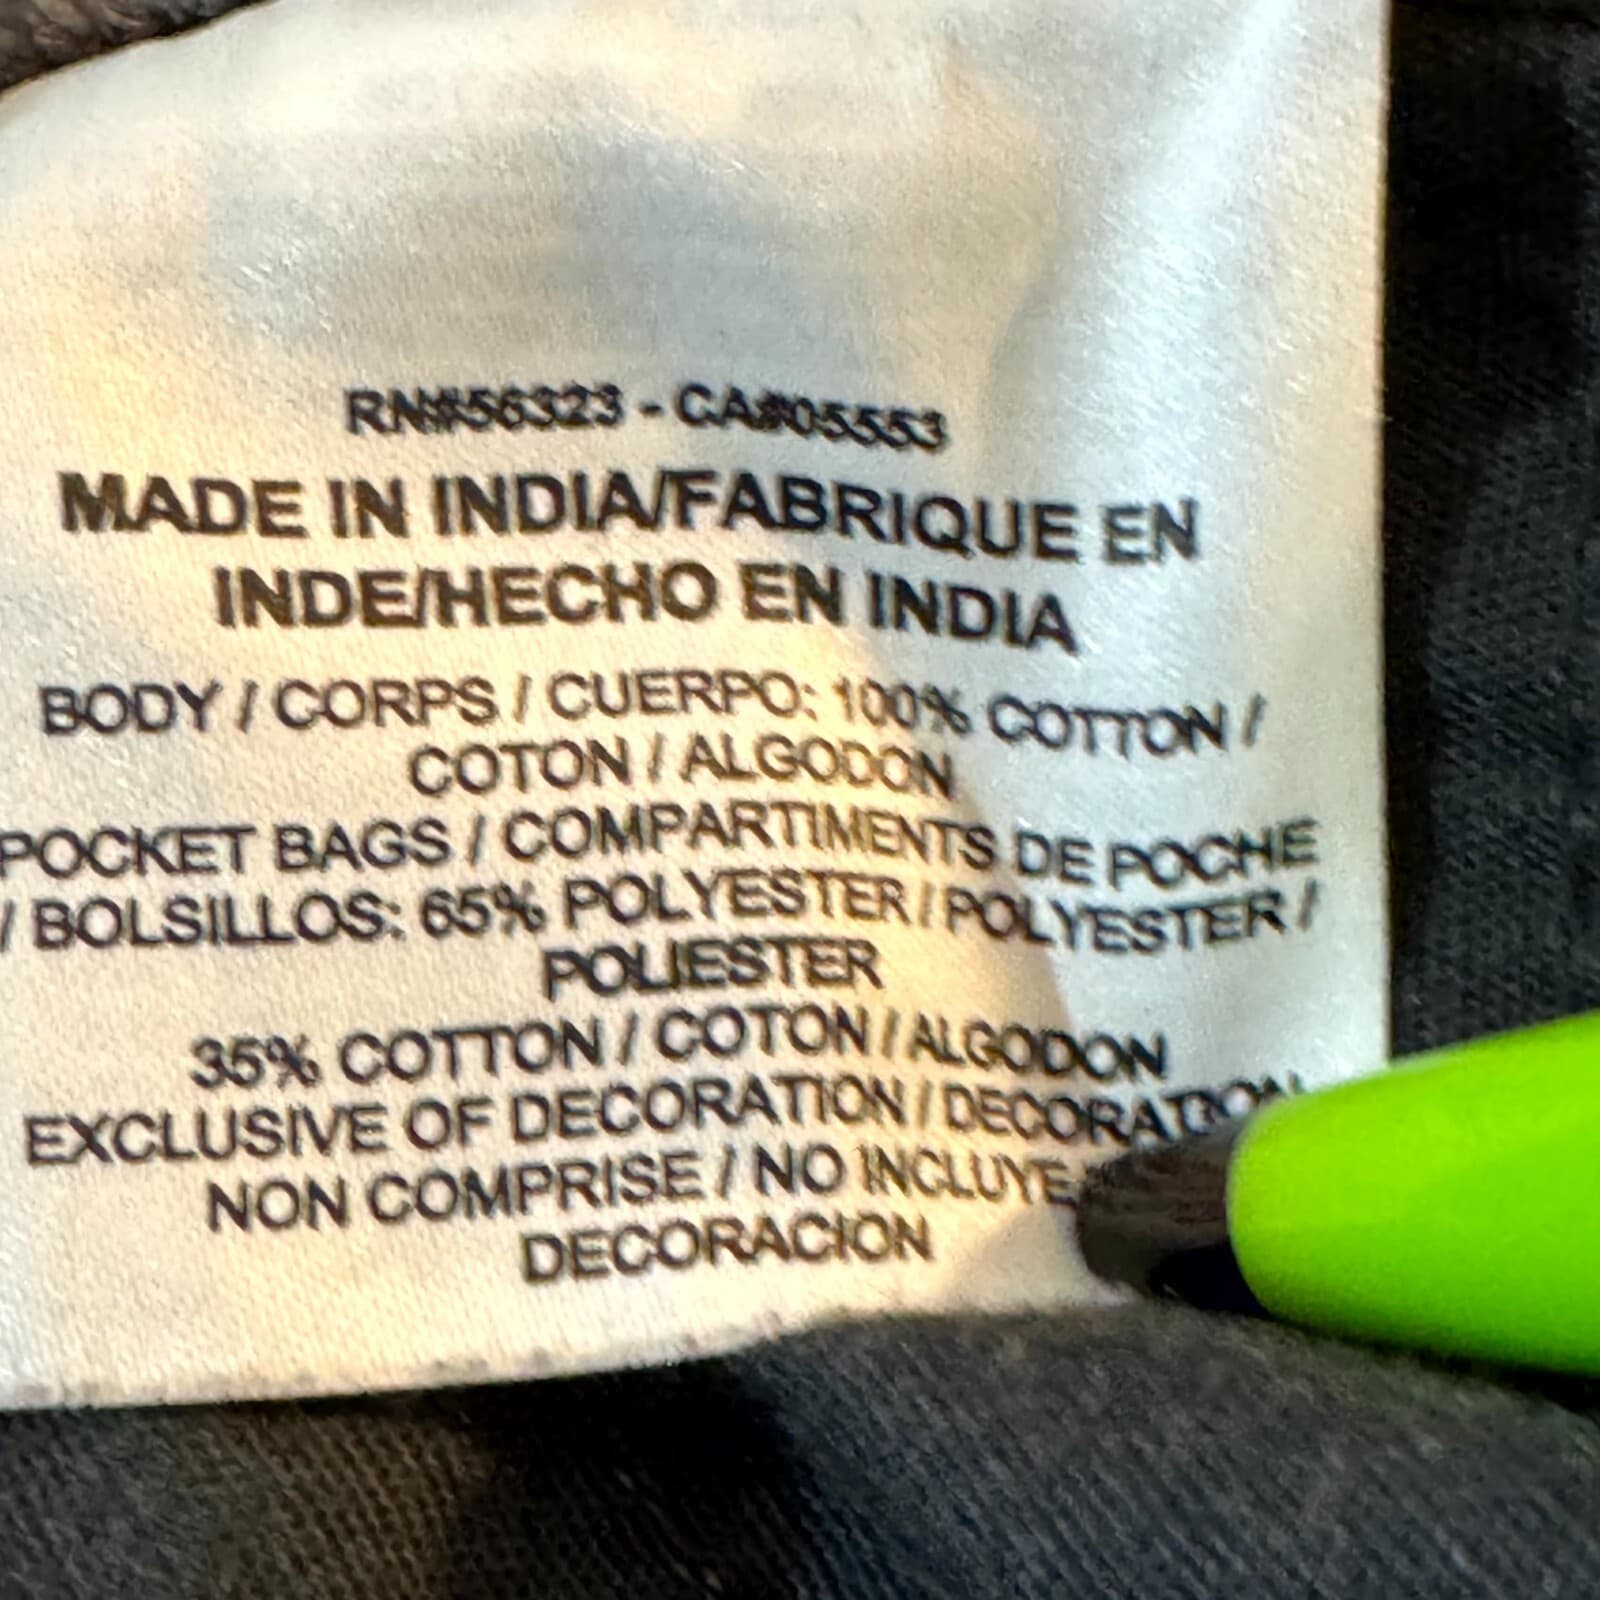 RN#56323 - CA#05553
MADE IN INDIA/FABRIQUE EN
INDE/HECHO EN INDIA
BODY / CORPS / CUERPO: 100% COTTON /
COTON / ALGODON
POCKET BAGS / COMPARTIMENTS DE POCHE
/ BOLSILLOS: 65% POLYESTER / POLYESTER /
POLIESTER
35% COTTON / COTON / ALGODON
EXCLUSIVE OF DECORATION / DECORATION
NON COMPRISE / NO INCLUYE
DECORACION